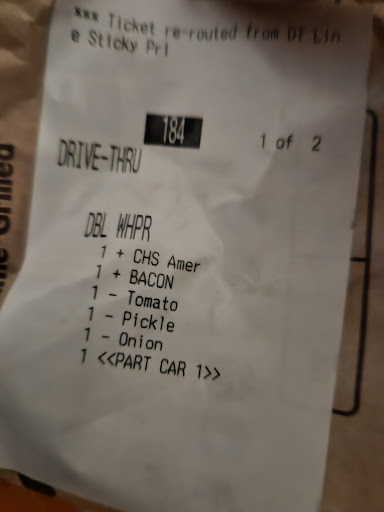 *** Ticket re-routed from DT Lin
e Sticky Pri
184
1 of 2
DRIVE-THRU
DBL WHPR
1 + CHS Amer
1 + BACON
1 - Tomato
1 - Pickle
1 - Onion
1 <<PART CAR 1>>
Grilled